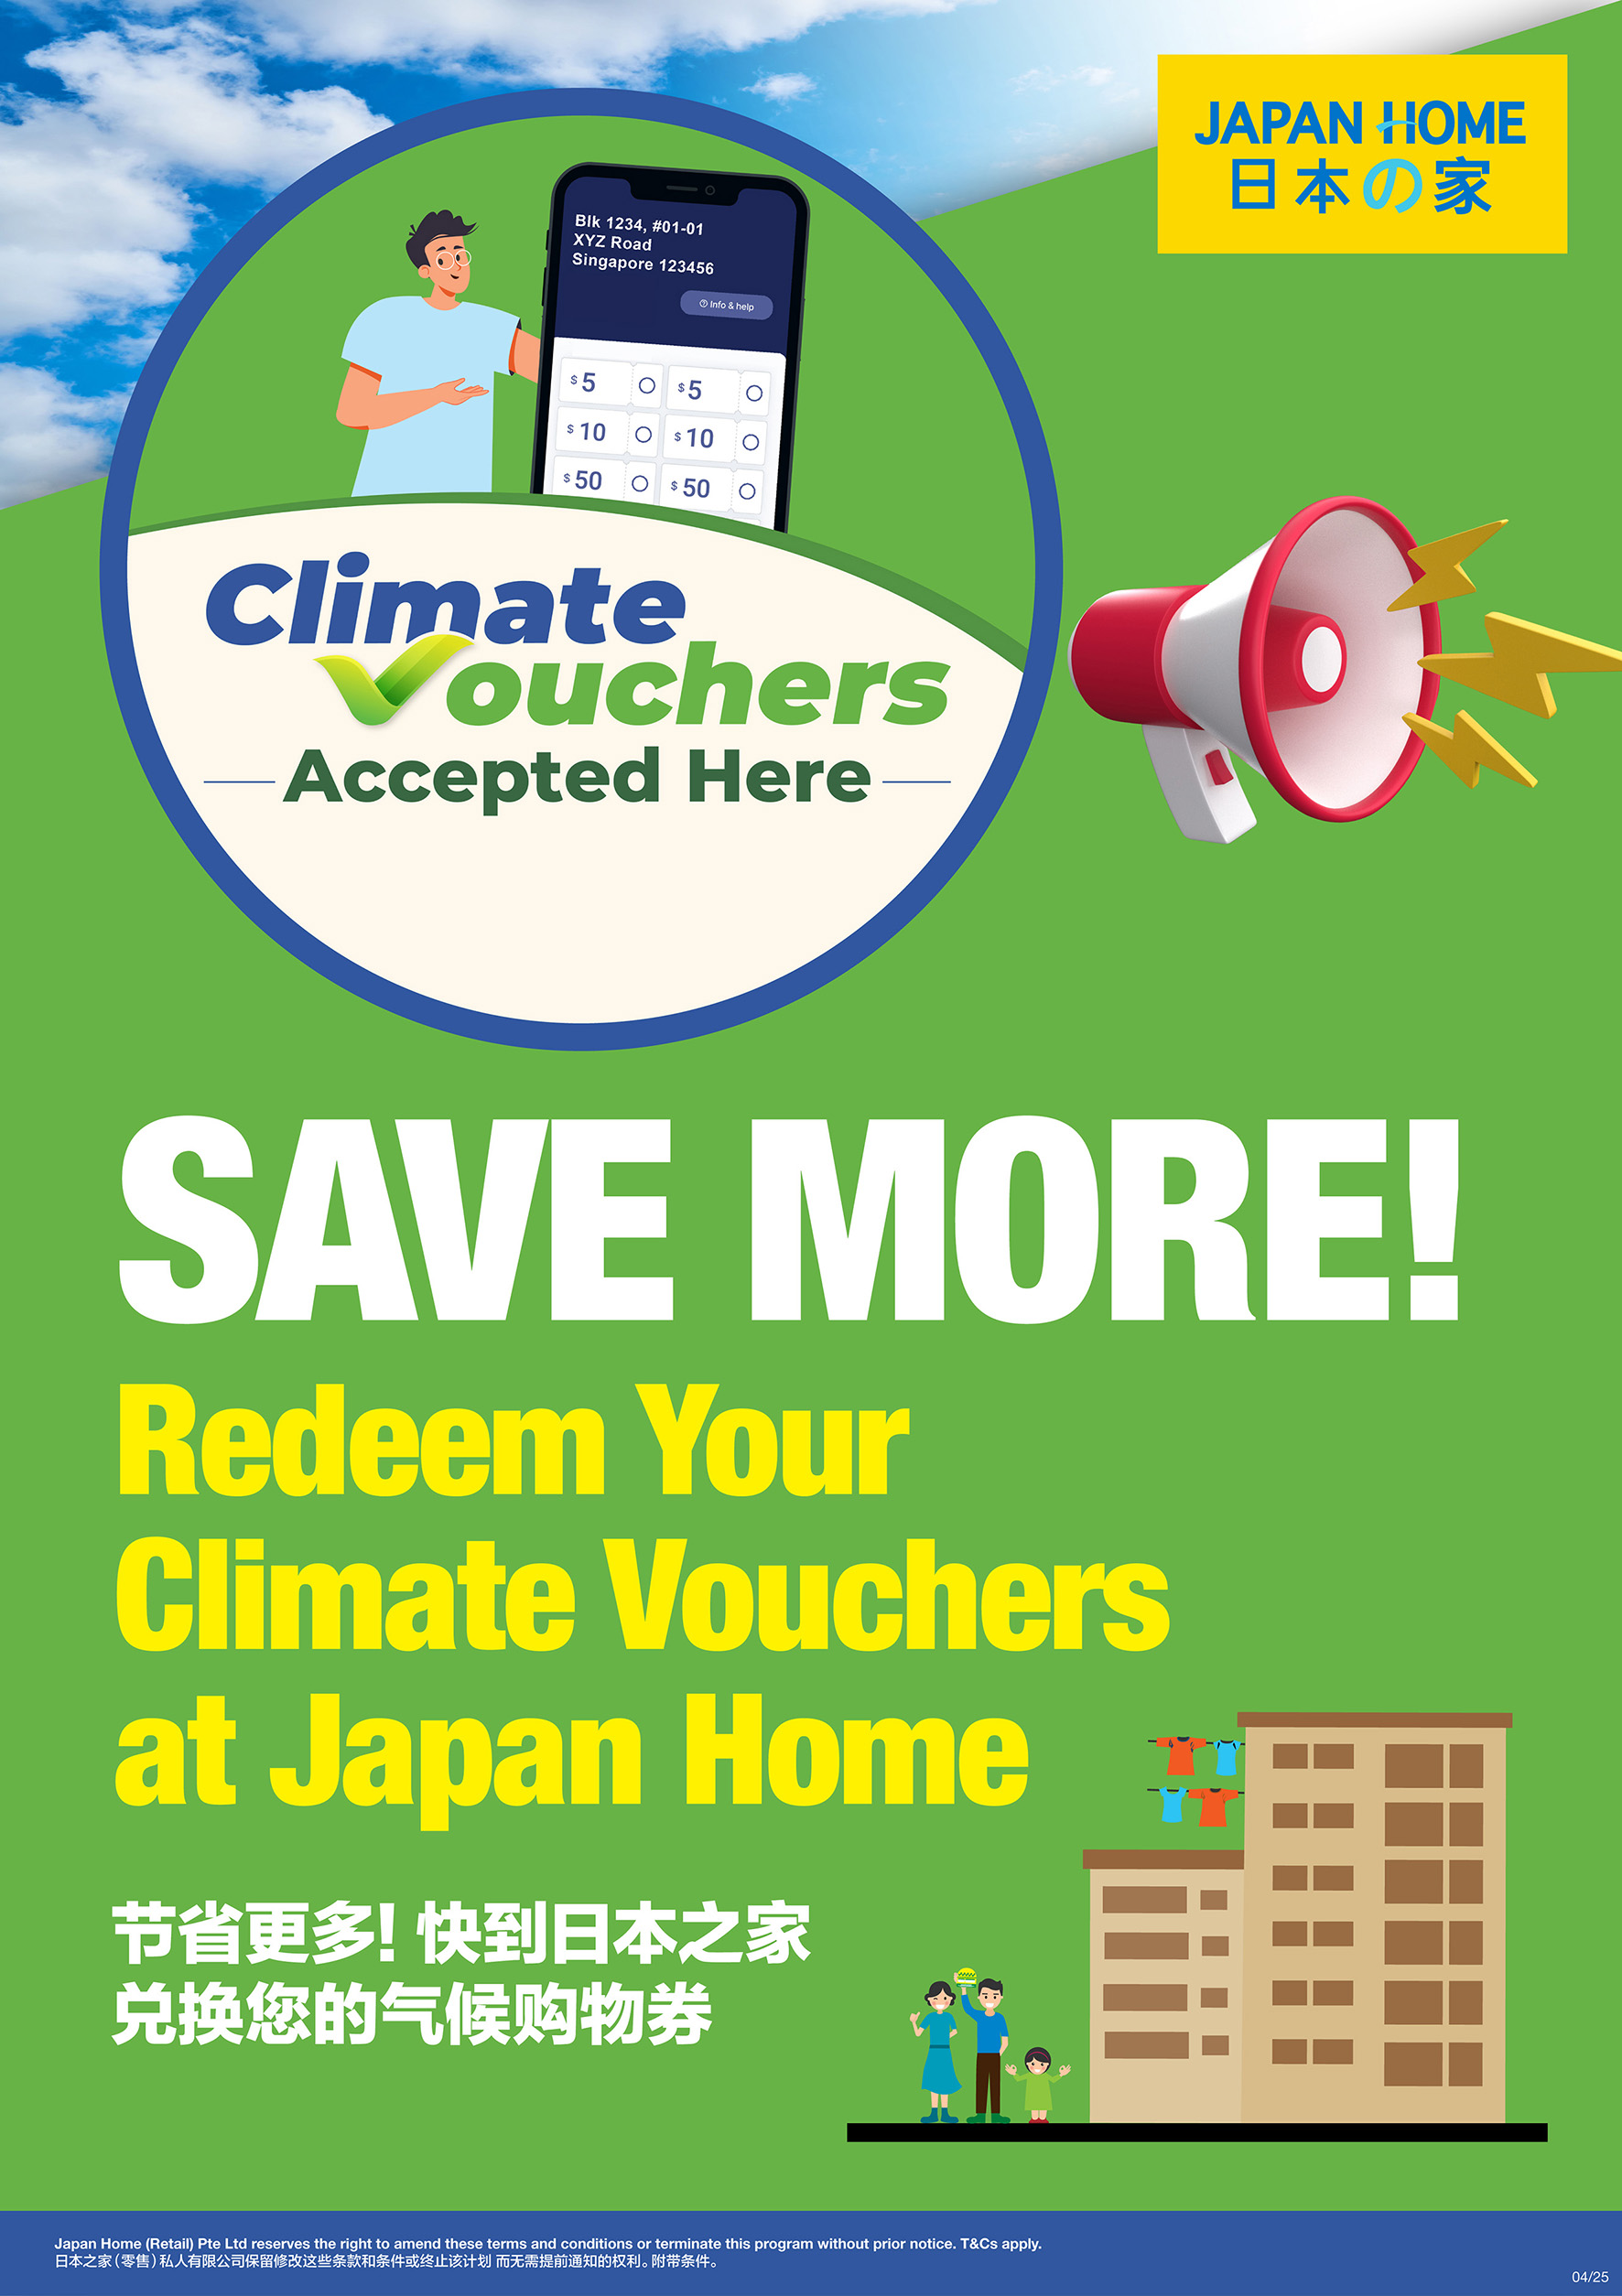 JAPAN HOME
日本の家
Blk 1234, #01-01
XYZ Road
Singapore 123456
Info & help
$5 $5
$10 $10
$50 $50
Climate
Vouchers
Accepted Here
SAVE MORE!
Redeem Your
Climate Vouchers
at Japan Home
节省更多! 快到日本之家
兑换您的气候购物券
Japan Home (Retail) Pte Ltd reserves the right to amend these terms and conditions or terminate this program without prior notice. T&Cs apply.
日本之家（零售）私人有限公司保留修改这些条款和条件或终止该计划 而无需提前通知的权利。附带条件。
04/25